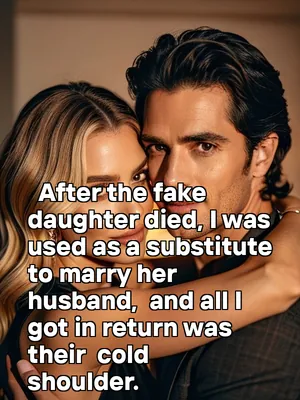 After the fake
daughter died, I was
used as a substitute
to marry her
husband, and all I
got in return was
their cold
shoulder.